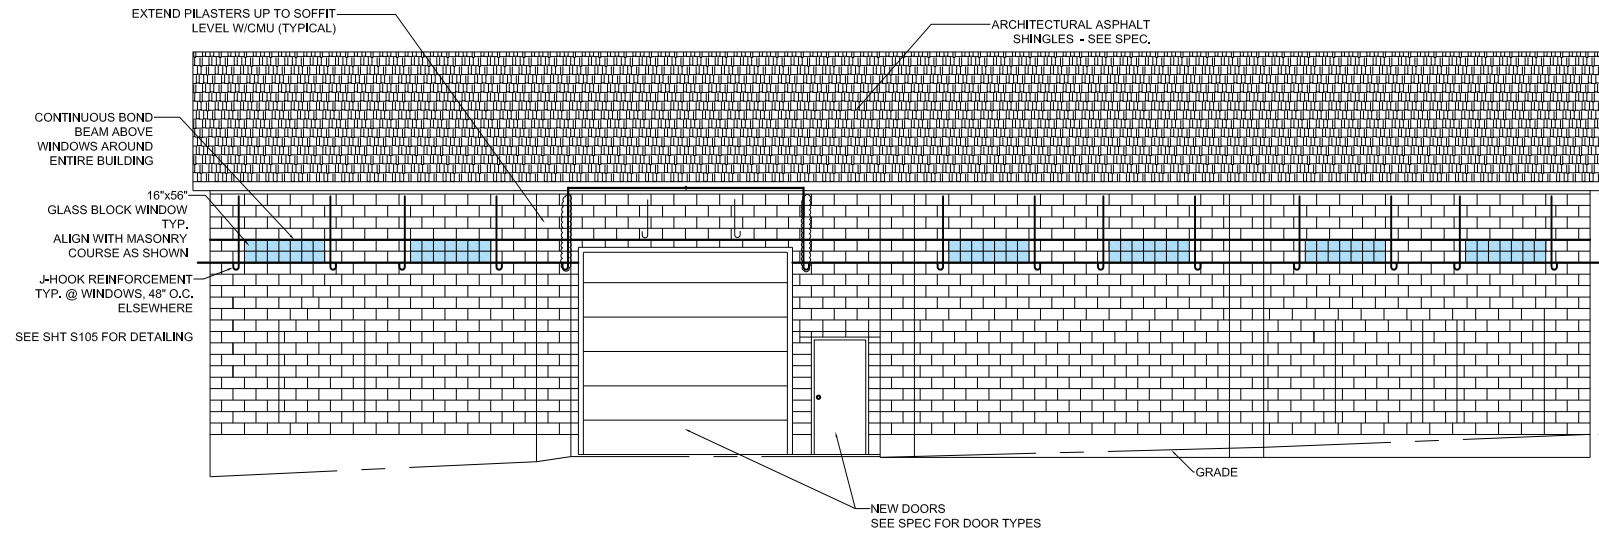 EXTEND PILASTERS UP TO SOFFIT
LEVEL W/CMU (TYPICAL)
ARCHITECTURAL ASPHALT
SHINGLES - SEE SPEC.
CONTINUOUS BOND
BEAM ABOVE
WINDOWS AROUND
ENTIRE BUILDING
16"x56"
GLASS BLOCK WINDOW
TYP.
ALIGN WITH MASONRY
COURSE AS SHOWN
J-HOOK REINFORCEMENT
TYP. @ WINDOWS, 48" O.C.
ELSEWHERE
SEE SHT S105 FOR DETAILING
GRADE
NEW DOORS
SEE SPEC FOR DOOR TYPES